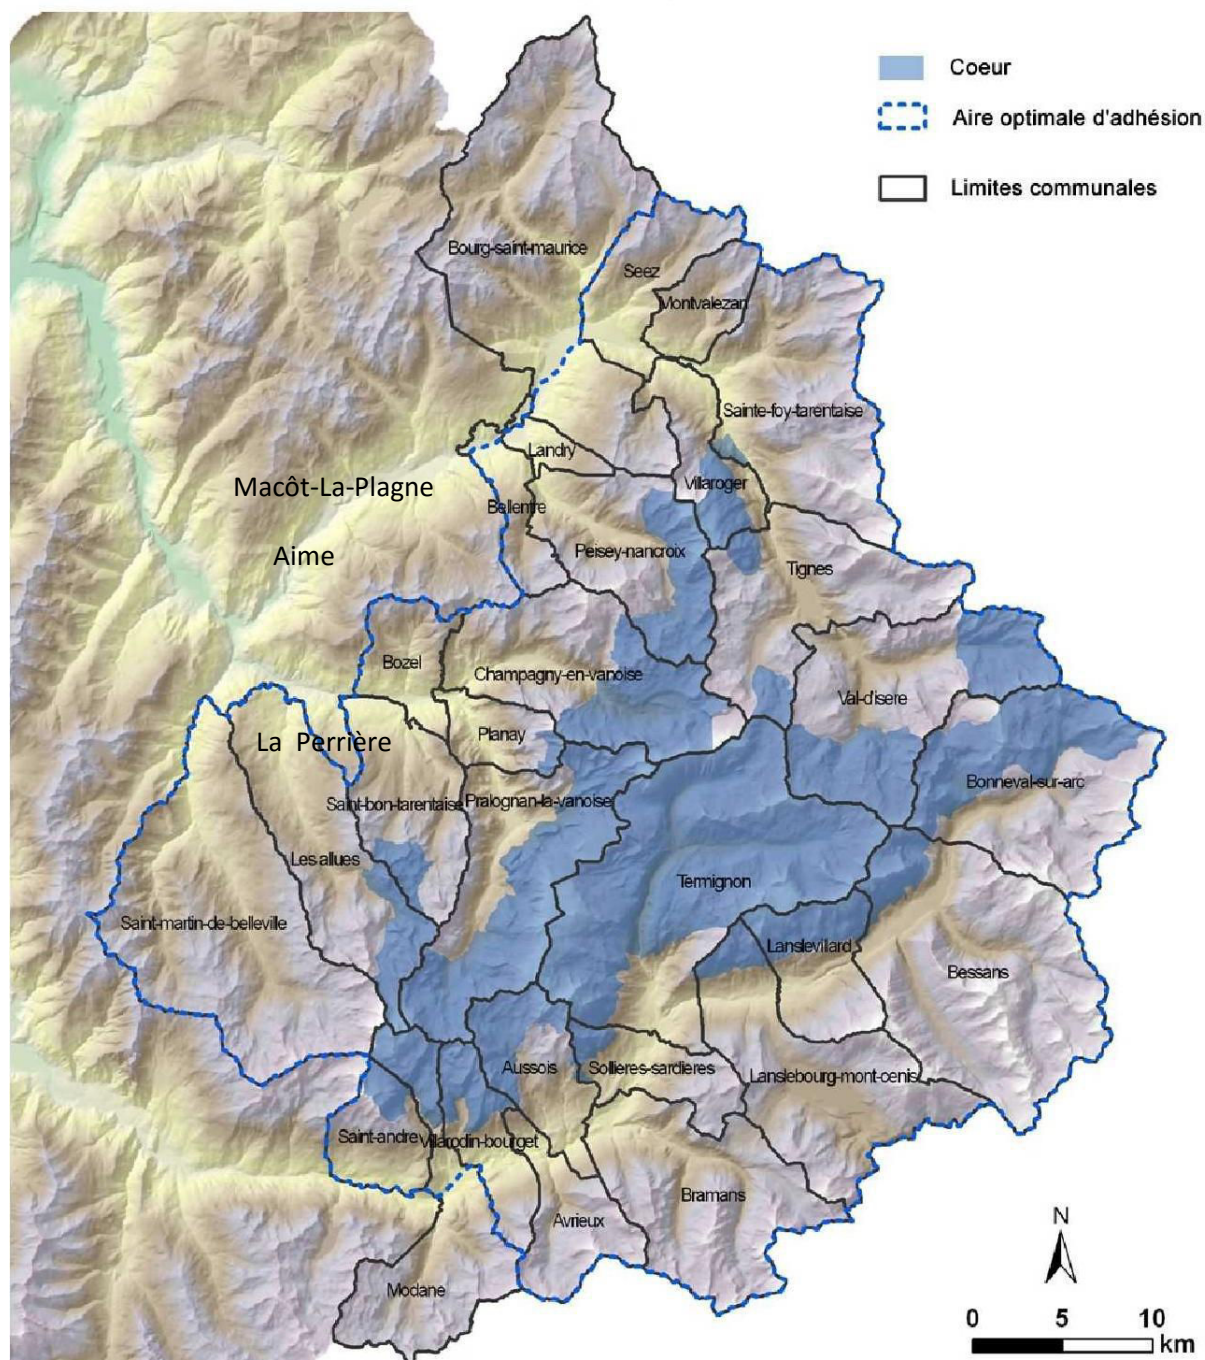 Coeur
Aire optimale d'adhésion
Limites communales
Bourg-saint-maurice
Seez
Montvalezan
Sainte-foy-tarentaise
Landry
Villaroger
Macôt-La-Plagne
Bellentre
Aime
Peisey-nancroix
Tignes
Bozel
Champagny-en-vanoise
Val-d'isere
Planay
La Perrière
Bonneval-sur-arc
Saint-bon-tarentaise
Pralognan-la-vanoise
Les allues
Termignon
Saint-martin-de-belleville
Lanslevillard
Bessans
Aussois
Sollieres-sardieres
Lanslebourg-mont-cenis
Saint-andre
Villarodin-bourget
Bramans
Avrieux
Modane
N
0 5 10
km